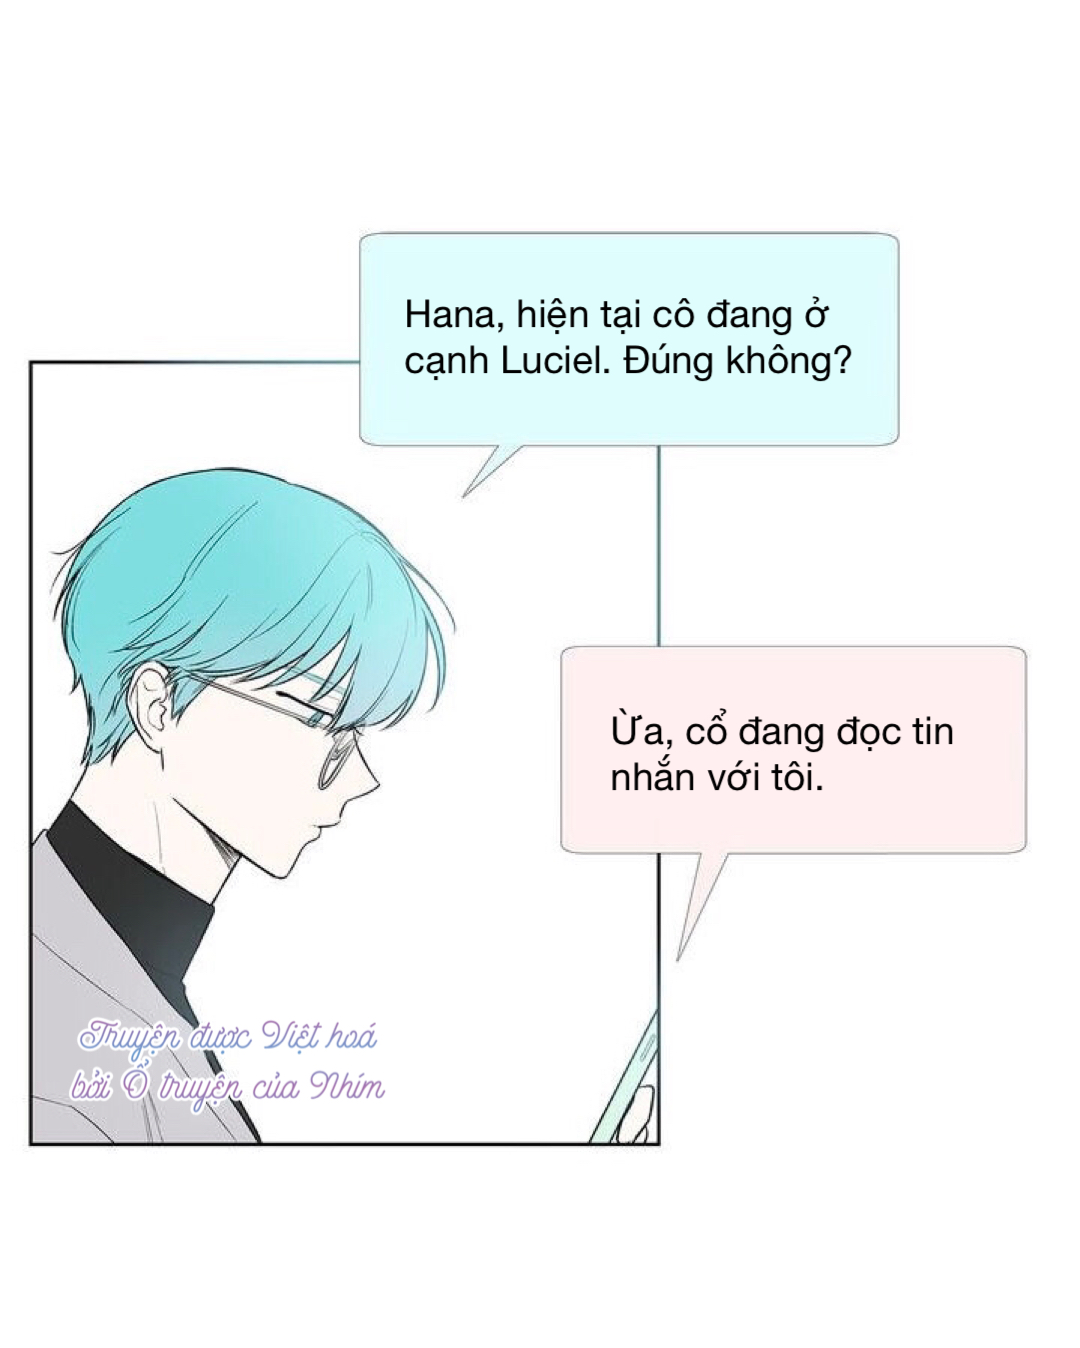 Hana, hiện tại cô đang ở
cạnh Luciel. Đúng không?
Ừa, cổ đang đọc tin
nhắn với tôi.
Truyện được Việt hoá
bởi Ổ truyện của Nhím